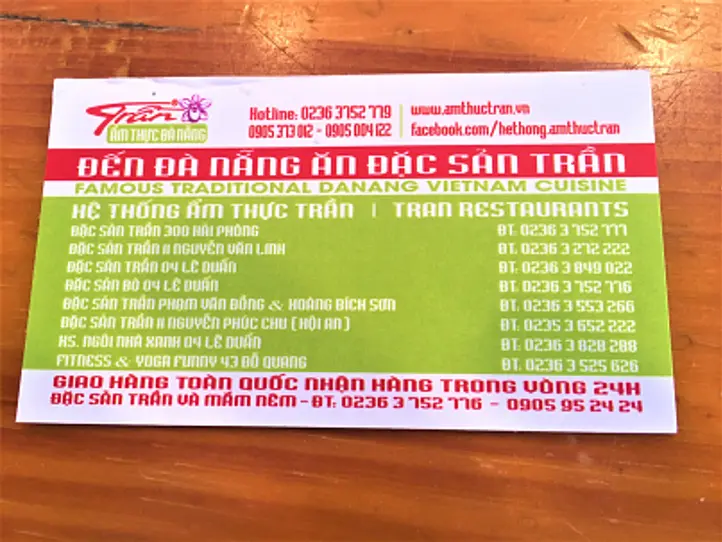 Trần
ẨM THỰC ĐÀ NẴNG
Hotline: 0236 3752 779
0905 373 012 - 0905 004 122
www.amthuctran.vn
facebook.com/hethong.amthuctran
ĐẾN ĐÀ NẴNG ĂN ĐẶC SẢN TRẦN
FAMOUS TRADITIONAL DANANG VIETNAM CUISINE
HỆ THỐNG ẨM THỰC TRẦN | TRAN RESTAURANTS
ĐẶC SẢN TRẦN 300 HẢI PHÒNG ĐT: 0236 3 752 777
ĐẶC SẢN TRẦN 11 NGUYỄN VĂN LINH ĐT: 0236 3 272 222
ĐẶC SẢN TRẦN 04 LÊ DUẨN ĐT: 0236 3 849 022
ĐẶC SẢN BÒ 04 LÊ DUẨN ĐT: 0236 3 752 776
ĐẶC SẢN TRẦN PHẠM VĂN ĐỒNG & HOÀNG BÍCH SƠN ĐT: 0236 3 553 266
ĐẶC SẢN TRẦN 11 NGUYỄN PHÚC CHU (HỘI AN) ĐT: 0235 3 652 222
KS. NGÔI NHÀ XANH 04 LÊ DUẨN ĐT: 0236 3 828 288
FITNESS & YOGA FUNNY 43 ĐỖ QUANG ĐT: 0236 3 525 626
GIAO HÀNG TOÀN QUỐC NHẬN HÀNG TRONG VÒNG 24H
ĐẶC SẢN TRẦN VÀ MẮM NÊM - ĐT: 0236 3 752 776 - 0905 95 24 24